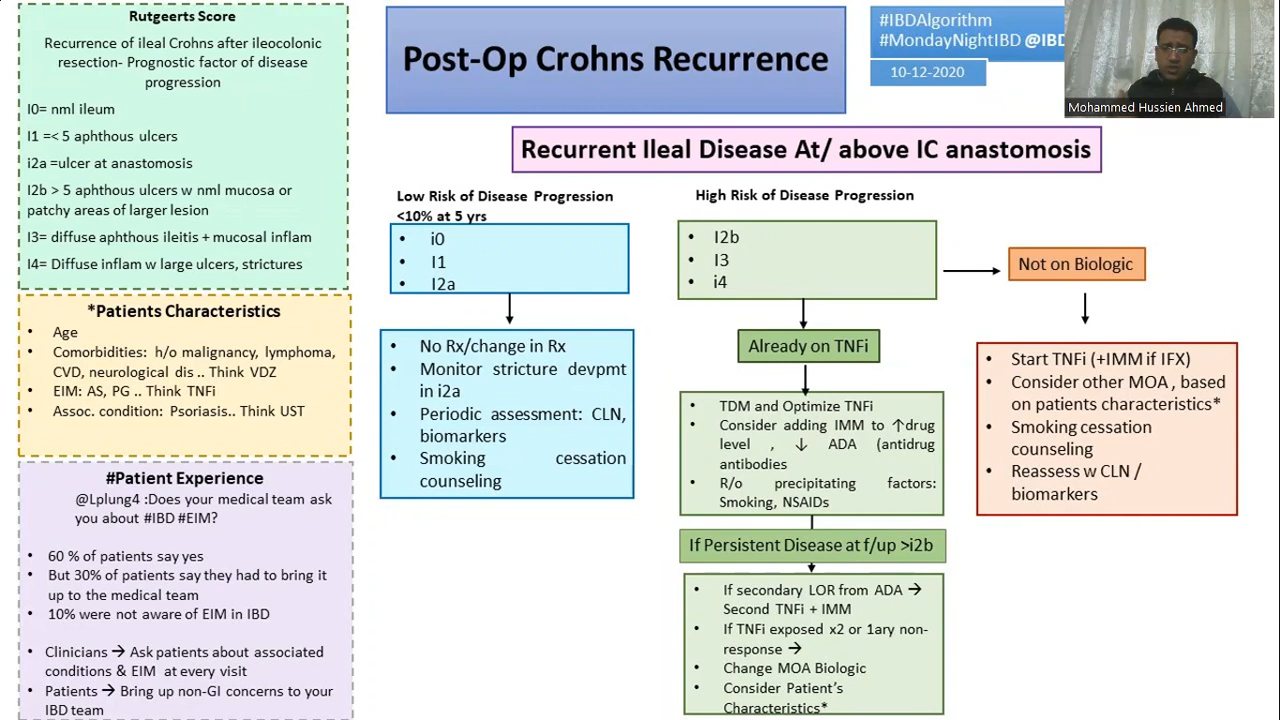 Rutgeerts Score
Recurrence of ileal Crohns after ileocolonic
resection- Prognostic factor of disease
progression
I0= nml ileum
I1 =< 5 aphthous ulcers
i2a =ulcer at anastomosis
I2b > 5 aphthous ulcers w nml mucosa or
patchy areas of larger lesion
I3= diffuse aphthous ileitis + mucosal inflam
I4= Diffuse inflam w large ulcers, strictures
*Patients Characteristics
• Age
• Comorbidities: h/o malignancy, lymphoma,
CVD, neurological dis .. Think VDZ
• EIM: AS, PG .. Think TNFi
• Assoc. condition: Psoriasis.. Think UST
#Patient Experience
@Lplung4 :Does your medical team ask
you about #IBD #EIM?
• 60 % of patients say yes
• But 30% of patients say they had to bring it
up to the medical team
• 10% were not aware of EIM in IBD
• Clinicians → Ask patients about associated
conditions & EIM at every visit
• Patients → Bring up non-GI concerns to your
IBD team
Post-Op Crohns Recurrence
#IBDAlgorithm
#MondayNightIBD @IBD
10-12-2020
Mohammed Hussien Ahmed
Recurrent Ileal Disease At/ above IC anastomosis
Low Risk of Disease Progression
<10% at 5 yrs
• i0
• I1
• I2a
• No Rx/change in Rx
• Monitor stricture devpmt
in i2a
• Periodic assessment: CLN,
biomarkers
• Smoking cessation
counseling
High Risk of Disease Progression
• I2b
• I3
• i4
Already on TNFi
• TDM and Optimize TNFi
• Consider adding IMM to ↑drug
level , ↓ ADA (antidrug
antibodies
• R/o precipitating factors:
Smoking, NSAIDs
If Persistent Disease at f/up >i2b
• If secondary LOR from ADA →
Second TNFi + IMM
• If TNFi exposed x2 or 1ary non-
response →
• Change MOA Biologic
• Consider Patient's
Characteristics*
Not on Biologic
• Start TNFi (+IMM if IFX)
• Consider other MOA , based
on patients characteristics*
• Smoking cessation
counseling
• Reassess w CLN /
biomarkers